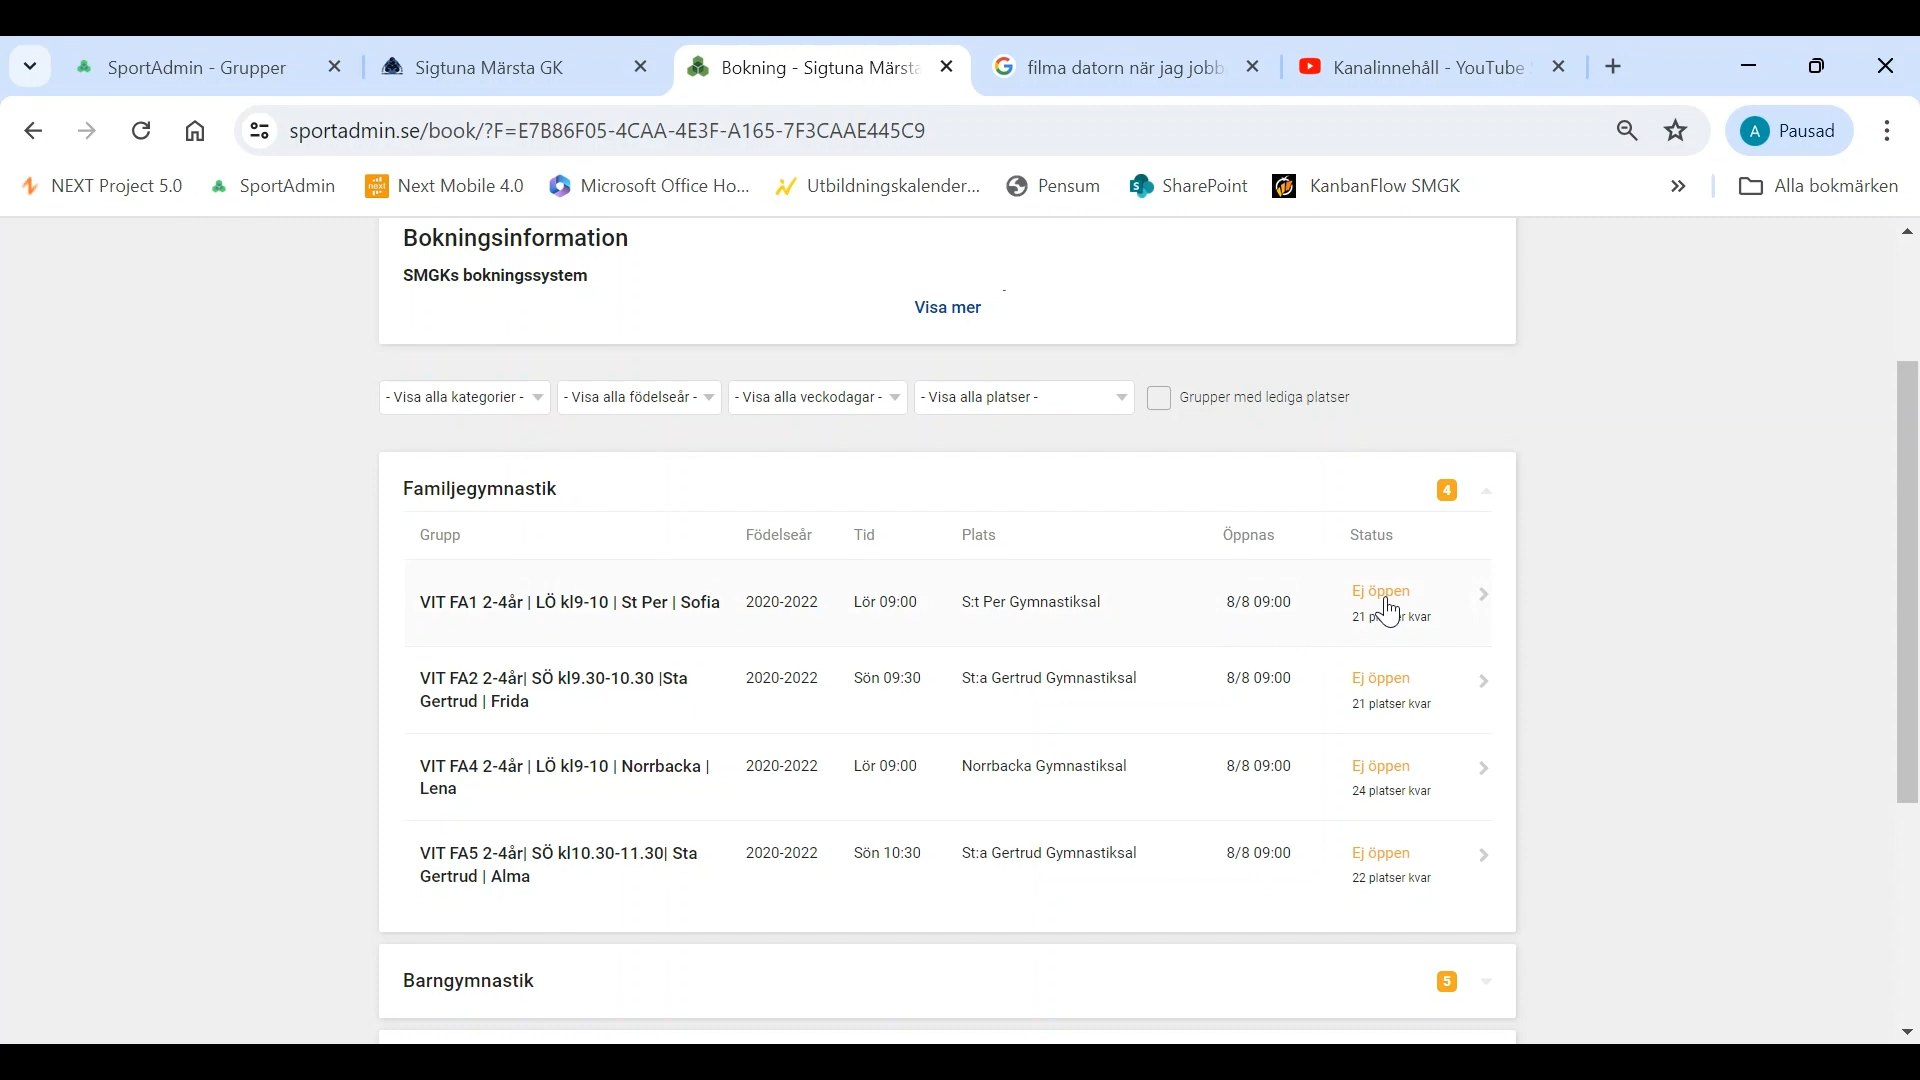 SportAdmin - Grupper
Sigtuna Märsta GK
Bokning - Sigtuna Märsta
filma datorn när jag jobb
Kanalinnehåll - YouTube
sportadmin.se/book/?F=E7B86F05-4CAA-4E3F-A165-7F3CAAE445C9
A Pausad
NEXT Project 5.0
SportAdmin
next Next Mobile 4.0
Microsoft Office Ho...
Utbildningskalender...
Pensum
SharePoint
KanbanFlow SMGK
»
Alla bokmärken
Bokningsinformation
SMGKs bokningssystem
Visa mer
- Visa alla kategorier -
- Visa alla födelseår -
- Visa alla veckodagar -
- Visa alla platser -
Grupper med lediga platser
Familjegymnastik 4
Grupp Födelseår Tid Plats Öppnas Status
VIT FA1 2-4år | LÖ kl9-10 | St Per | Sofia 2020-2022 Lör 09:00 S:t Per Gymnastiksal 8/8 09:00 Ej öppen
21 kvar
VIT FA2 2-4år| SÖ kl9.30-10.30 |Sta 2020-2022 Sön 09:30 St:a Gertrud Gymnastiksal 8/8 09:00 Ej öppen
Gertrud | Frida 21 platser kvar
VIT FA4 2-4år | LÖ kl9-10 | Norrbacka | 2020-2022 Lör 09:00 Norrbacka Gymnastiksal 8/8 09:00 Ej öppen
Lena 24 platser kvar
VIT FA5 2-4år| SÖ kl10.30-11.30| Sta 2020-2022 Sön 10:30 St:a Gertrud Gymnastiksal 8/8 09:00 Ej öppen
Gertrud | Alma 22 platser kvar
Barngymnastik 5